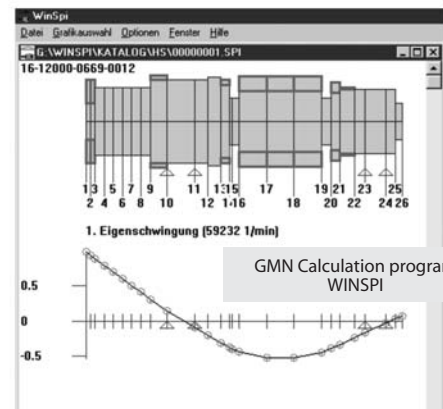 WinSpi
Datei Grafikauswahl Optionen Fenster Hilfe
G:\WINSPI\KATALOG\HS\00000001.SPI
16-12000-0669-0012
1 3 5 7 9 11 13 15 17 19 21 23 25
2 4 6 8 10 12 14 16 18 20 22 24 26
1. Eigenschwingung (59232 1/min)
GMN Calculation progra
WINSPI
0.5
0
-0.5